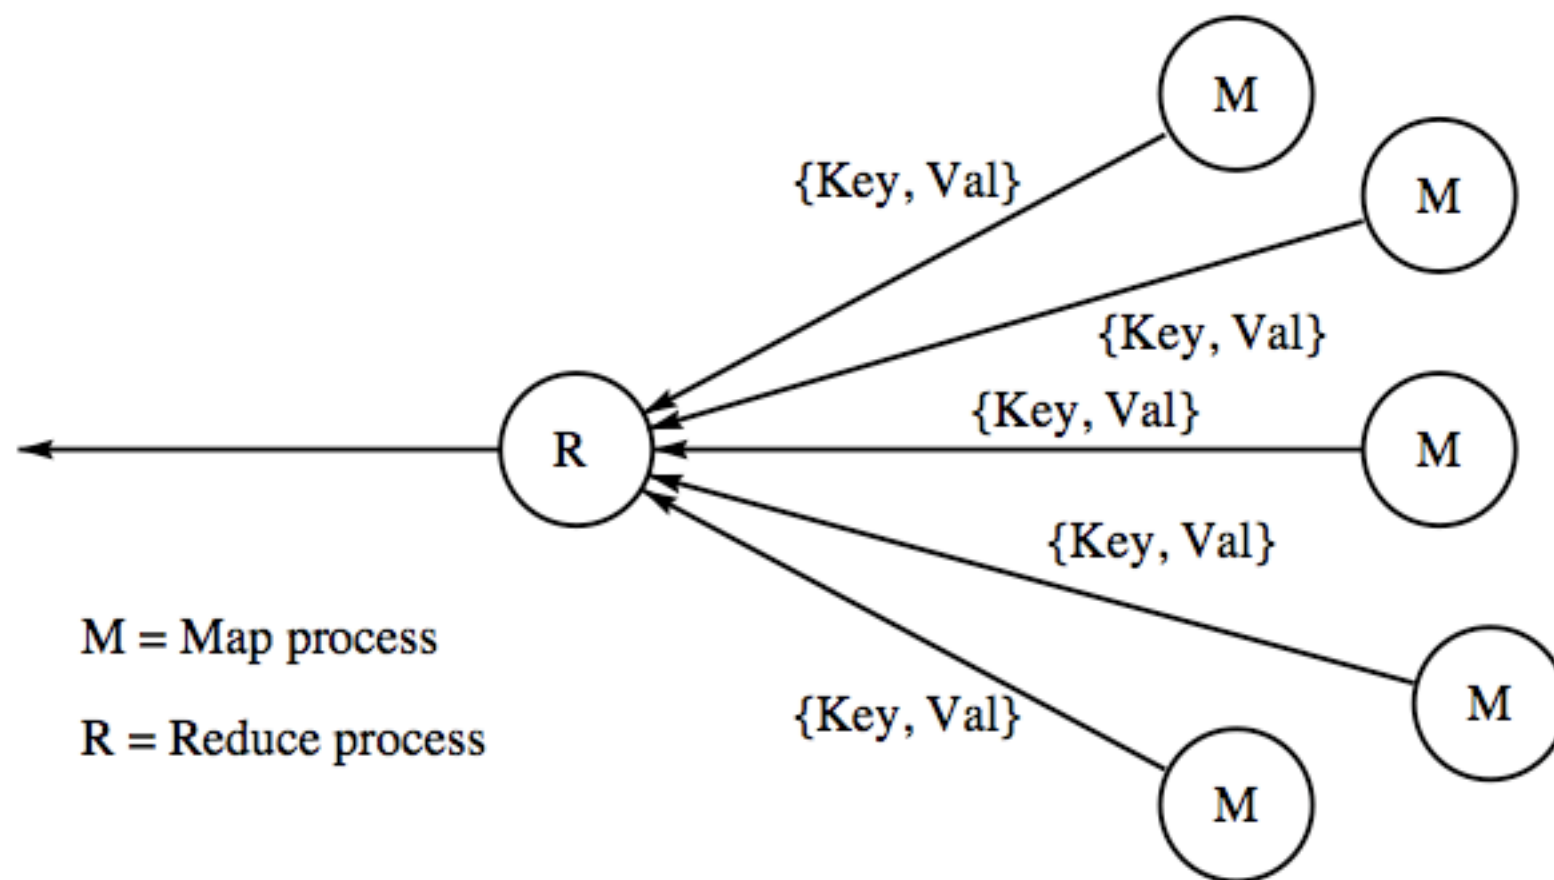 M
M
{Key, Val}
{Key, Val}
{Key, Val}
M
R
{Key, Val}
M = Map process
M
{Key, Val}
R = Reduce process
M